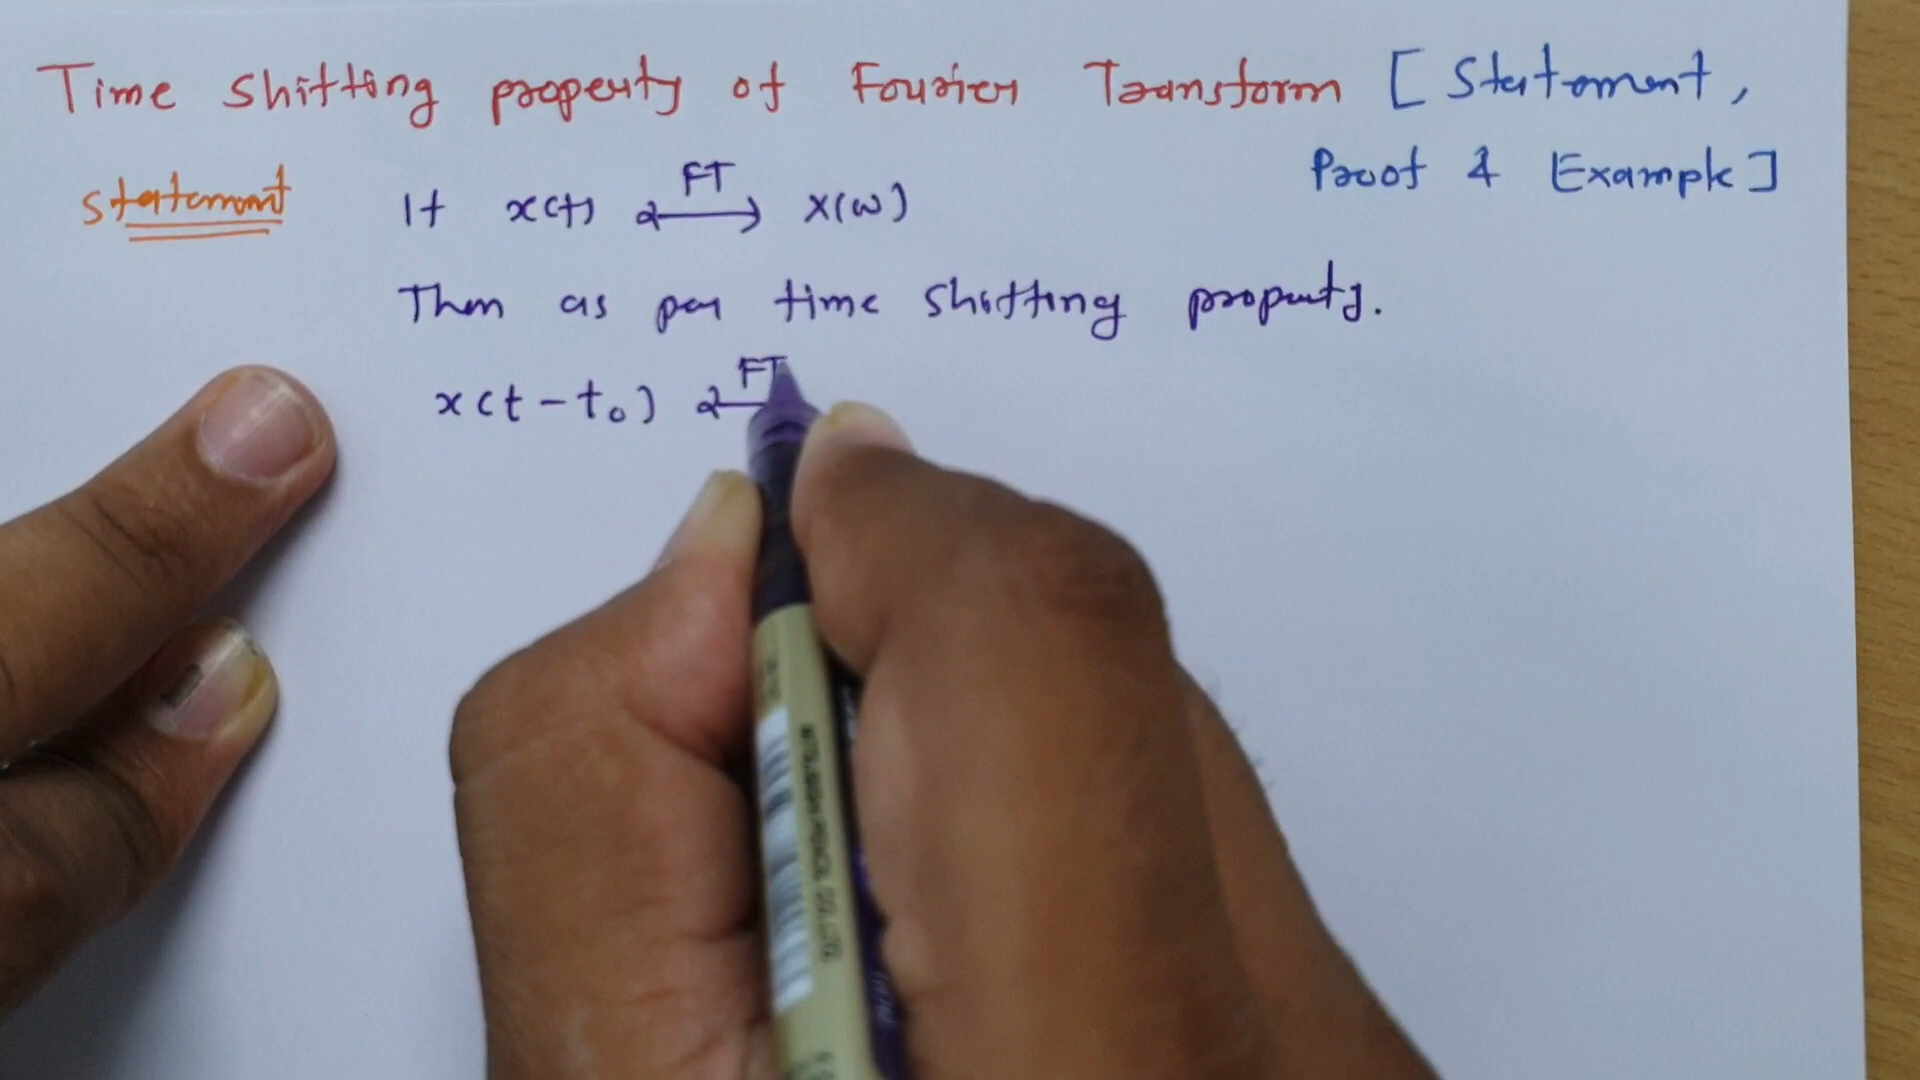 Time Shifting property of Fourier Transform [Statement,
Proof & Example]
Statement If x(t) ⟷ FT X(ω)
Then as per time shifting property.
x(t-t₀) ⟷ FT